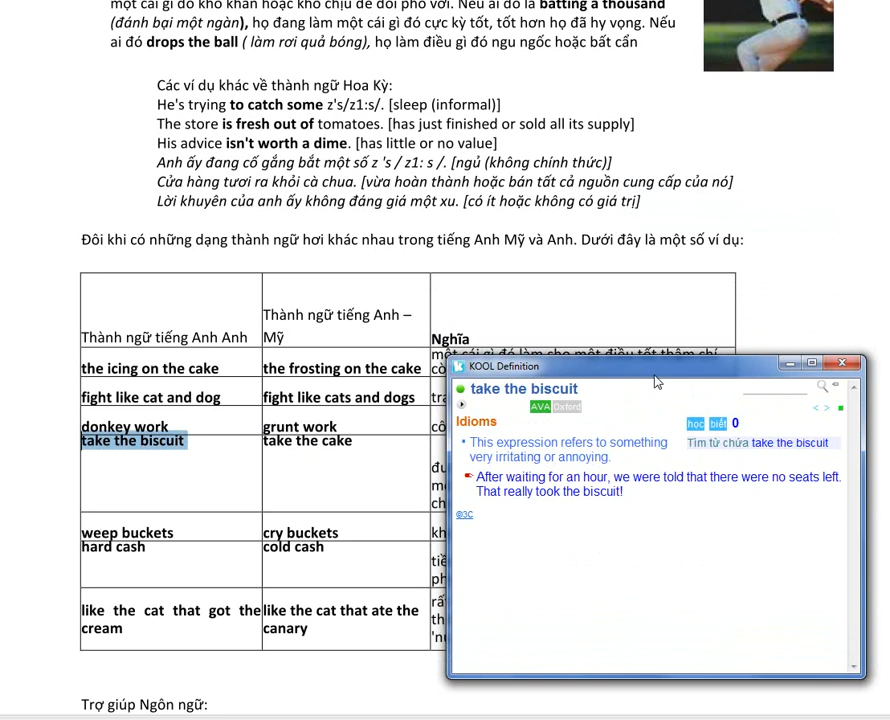 một cái gì đó khó khăn hoặc khó chịu để đối phó với. Nếu ai đó là batting a thousand
(đánh bại một ngàn), họ đang làm một cái gì đó cực kỳ tốt, tốt hơn họ đã hy vọng. Nếu
ai đó drops the ball ( làm rơi quả bóng), họ làm điều gì đó ngu ngốc hoặc bất cẩn
Các ví dụ khác về thành ngữ Hoa Kỳ:
He's trying to catch some z's/z1:s/. [sleep (informal)]
The store is fresh out of tomatoes. [has just finished or sold all its supply]
His advice isn't worth a dime. [has little or no value]
Anh ấy đang cố gắng bắt một số z 's / z1: s /. [ngủ (không chính thức)]
Cửa hàng tươi ra khỏi cà chua. [vừa hoàn thành hoặc bán tất cả nguồn cung cấp của nó]
Lời khuyên của anh ấy không đáng giá một xu. [có ít hoặc không có giá trị]
Đôi khi có những dạng thành ngữ hơi khác nhau trong tiếng Anh Mỹ và Anh. Dưới đây là một số ví dụ:
Thành ngữ tiếng Anh Anh
Thành ngữ tiếng Anh –
Mỹ
Nghĩa
một cái gì đó làm cho một điều tốt thậm chí
the icing on the cake
the frosting on the cake
fight like cat and dog
fight like cats and dogs
donkey work
grunt work
take the biscuit
take the cake
weep buckets
cry buckets
hard cash
cold cash
like the cat that got the
cream
like the cat that ate the
canary
KOOL Definition
take the biscuit
AVA Oxford
Idioms
học biết 0
Tìm từ chứa take the biscuit
• This expression refers to something
very irritating or annoying.
After waiting for an hour, we were told that there were no seats left.
That really took the biscuit!
@3C
Trợ giúp Ngôn ngữ: